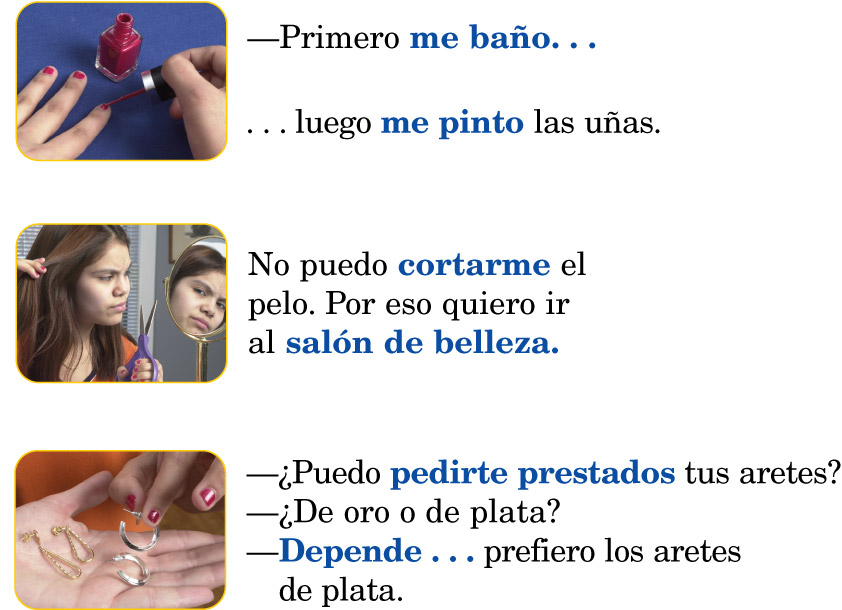 —Primero me baño. . .
. . . luego me pinto las uñas.
No puedo cortarme el
pelo. Por eso quiero ir
al salón de belleza.
—¿Puedo pedirte prestados tus aretes?
—¿De oro o de plata?
—Depende . . . prefiero los aretes
de plata.